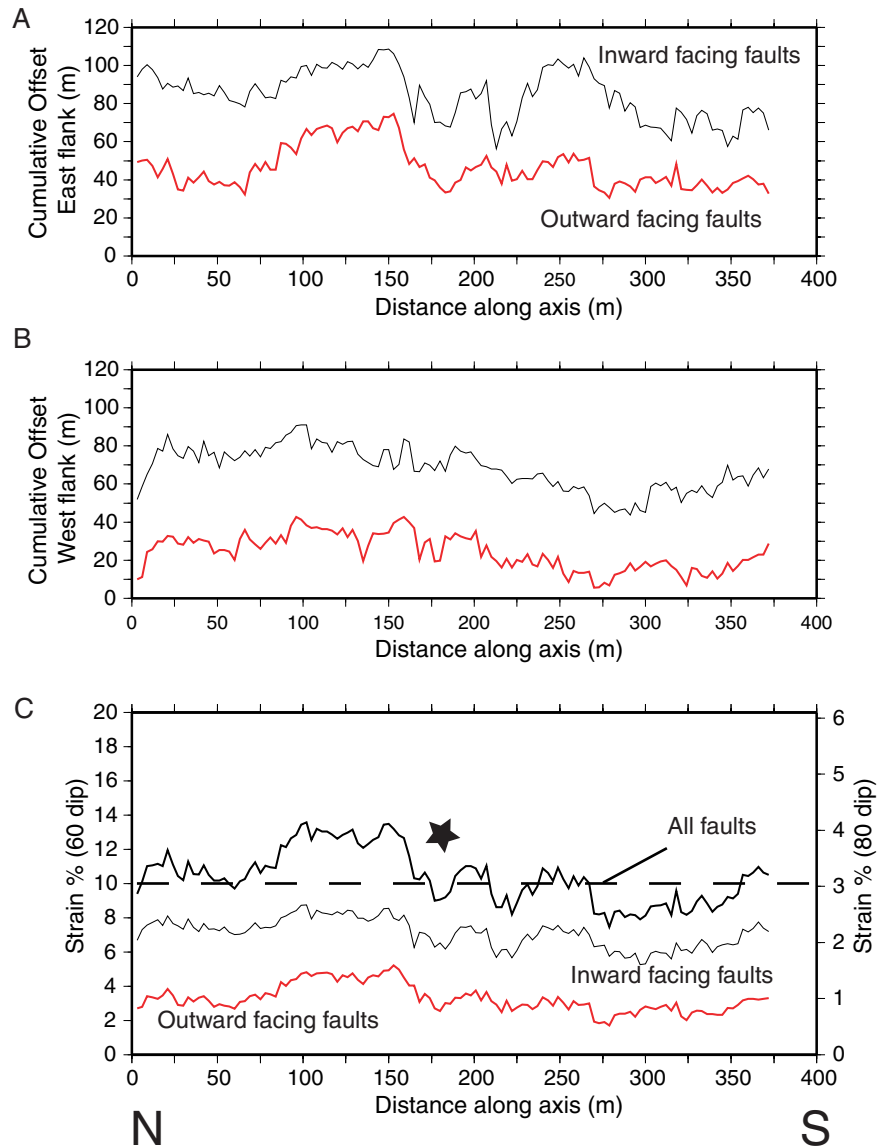 A
Cumulative Offset
East flank (m)
120
100
80
60
40
20
0
Inward facing faults
Outward facing faults
0 50 100 150 200 250 300 350 400
Distance along axis (m)
B
Cumulative Offset
West flank (m)
120
100
80
60
40
20
0
0 50 100 150 200 250 300 350 400
Distance along axis (m)
C
Strain % (60 dip)
20
18
16
14
12
10
8
6
4
2
0
All faults
Inward facing faults
Outward facing faults
6
5
4
3
2
1
0
Strain % (80 dip)
0 50 100 150 200 250 300 350 400
Distance along axis (m)
N S